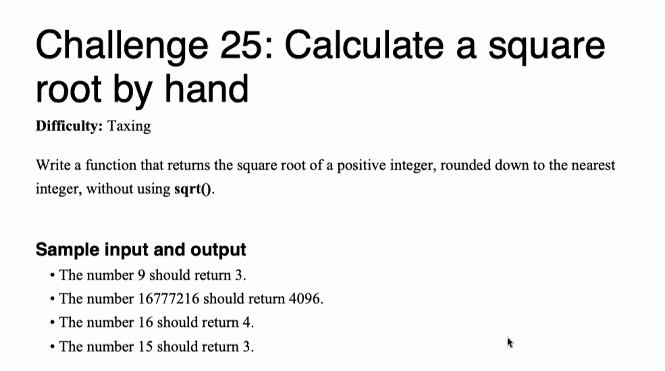 Challenge 25: Calculate a square
root by hand
Difficulty: Taxing
Write a function that returns the square root of a positive integer, rounded down to the nearest
integer, without using sqrt().
Sample input and output
• The number 9 should return 3.
• The number 16777216 should return 4096.
• The number 16 should return 4.
• The number 15 should return 3.